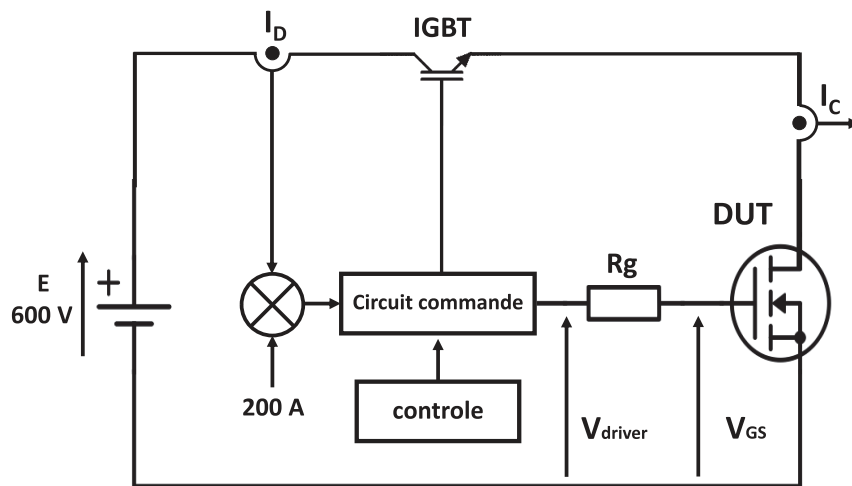 I_D
IGBT
I_C
DUT
E
600 V
+
Rg
Circuit commande
200 A
controle
V_driver
V_GS